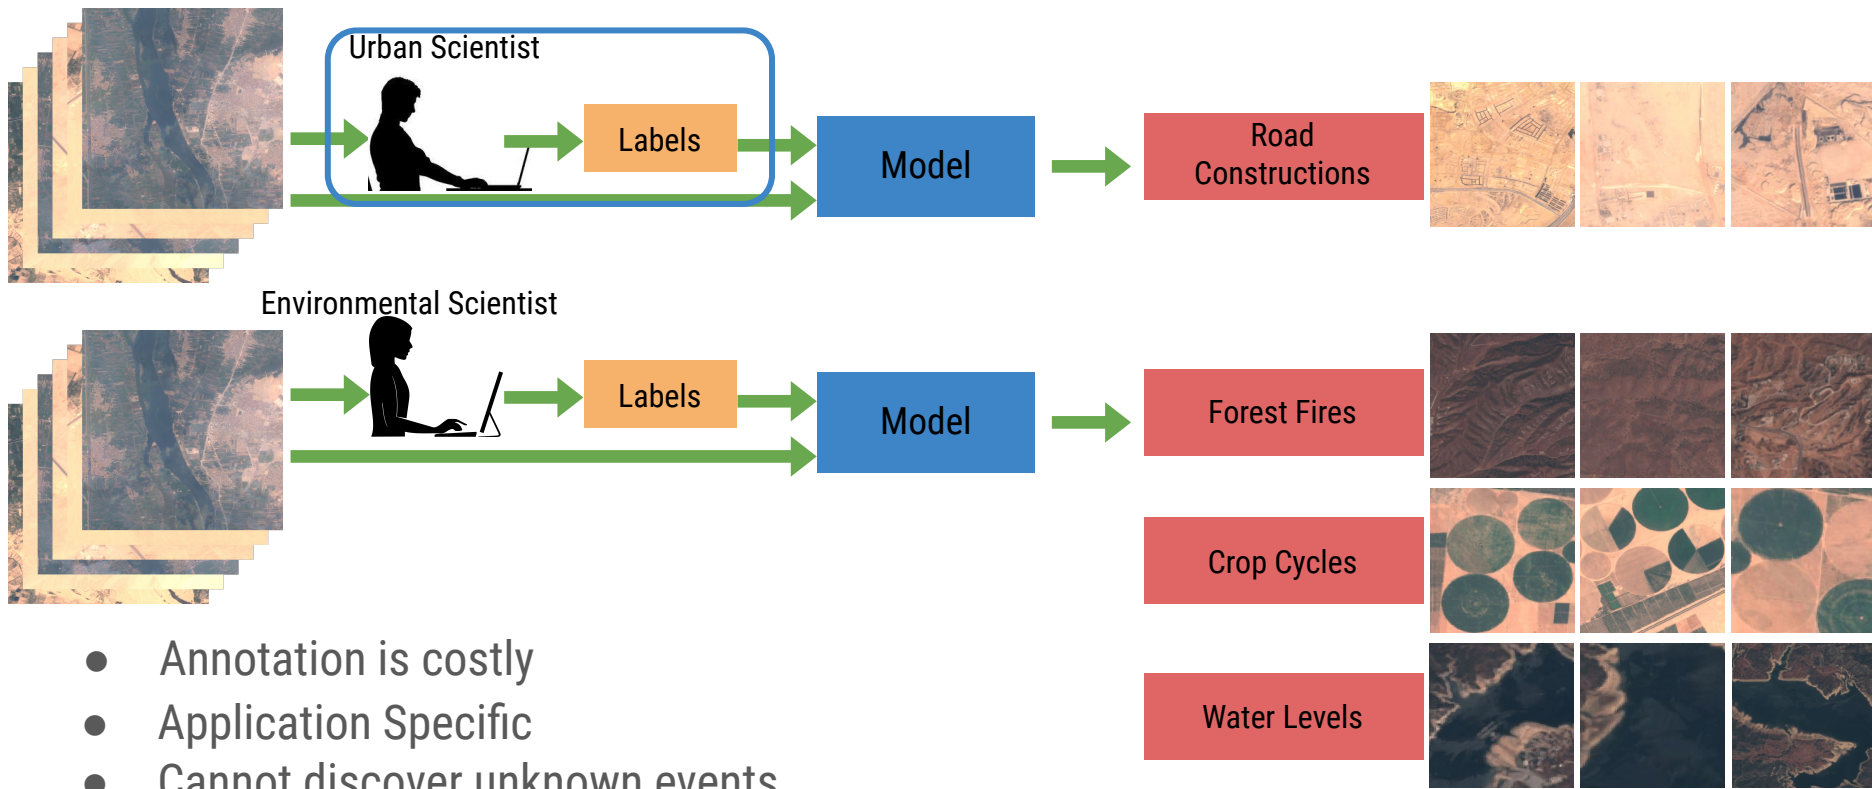 Urban Scientist
Labels
Model
Road
Constructions
Environmental Scientist
Labels
Model
Forest Fires
Crop Cycles
Water Levels
● Annotation is costly
● Application Specific
● Cannot discover unknown events